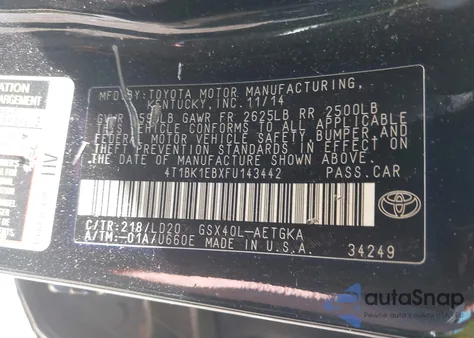 ARGEMENT
MFD. BY: TOYOTA MOTOR MANUFACTURING,
KENTUCKY, INC. 11/14
GAWR FR 2625LB RR 2500LB
THIS VEHICLE CONFORMS TO ALL APPLICABLE
FEDERAL MOTOR VEHICLE SAFETY, BUMPER, AND
THEFT PREVENTION STANDARDS IN EFFECT ON
THE DATE OF MANUFACTURE SHOWN ABOVE.
4T1BK1EBXFU143442 PASS.CAR
C/TR:218/LD20 GSX40L-AETGKA
A/TM:-01A/U660E MADE IN U.S.A.
34249
TOYOTA
autoSnap